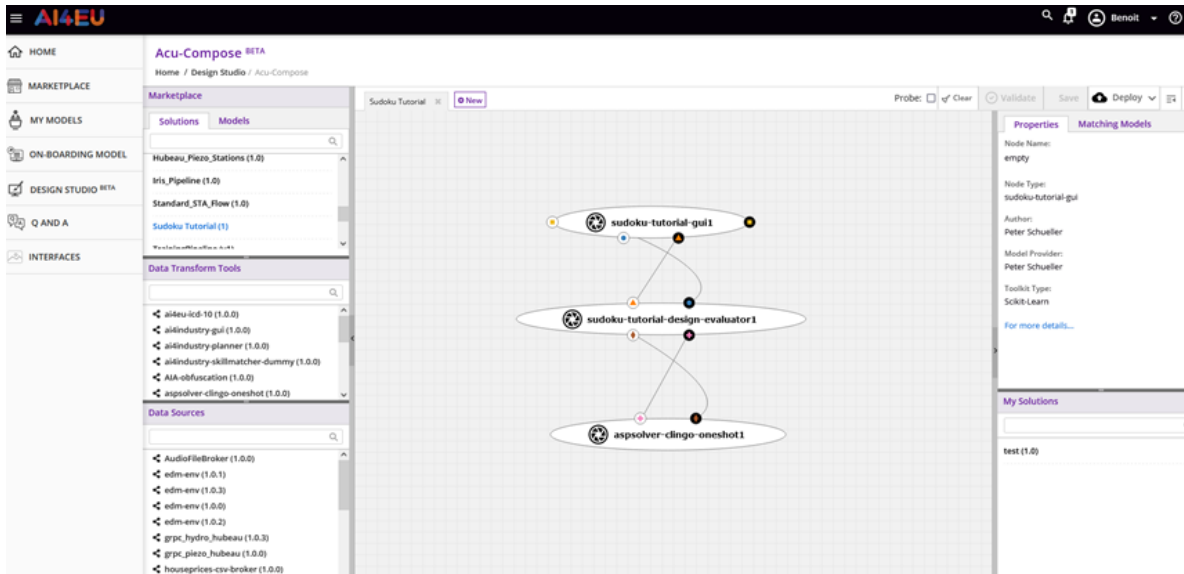 AI4EU
1
Benoit
HOME
MARKETPLACE
MY MODELS
ON-BOARDING MODEL
DESIGN STUDIO BETA
Q AND A
INTERFACES
Acu-Compose BETA
Home / Design Studio / Acu-Compose
Marketplace
Solutions Models
Hubeau_Piezo_Stations (1.0)
Iris_Pipeline (1.0)
Standard_STA_Flow (1.0)
Sudoku Tutorial (1)
TrainingPipeline (v1)
Data Transform Tools
ai4eu-icd-10 (1.0.0)
ai4industry-gui (1.0.0)
ai4industry-planner (1.0.0)
ai4industry-skillmatcher-dummy (1.0.0)
AIA-obfuscation (1.0.0)
aspsolver-clingo-oneshot (1.0.0)
Data Sources
AudioFileBroker (1.0.0)
edm-env (1.0.1)
edm-env (1.0.3)
edm-env (1.0.0)
edm-env (1.0.2)
grpc_hydro_hubeau (1.0.3)
grpc_piezo_hubeau (1.0.0)
houseprices-csv-broker (1.0.0)
Sudoku Tutorial
New
Probe: Clear Validate Save Deploy
sudoku-tutorial-gui1
sudoku-tutorial-design-evaluator1
aspsolver-clingo-oneshot1
Properties Matching Models
Node Name:
empty
Node Type:
sudoku-tutorial-gui
Author:
Peter Schueller
Model Provider:
Peter Schueller
Toolkit Type:
Scikit-Learn
For more details...
My Solutions
test (1.0)